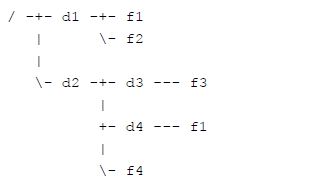 / -+- d1 -+- f1
   |      \- f2
   |
   \- d2 -+- d3 --- f3
          |
          +- d4 --- f1
          |
          \- f4